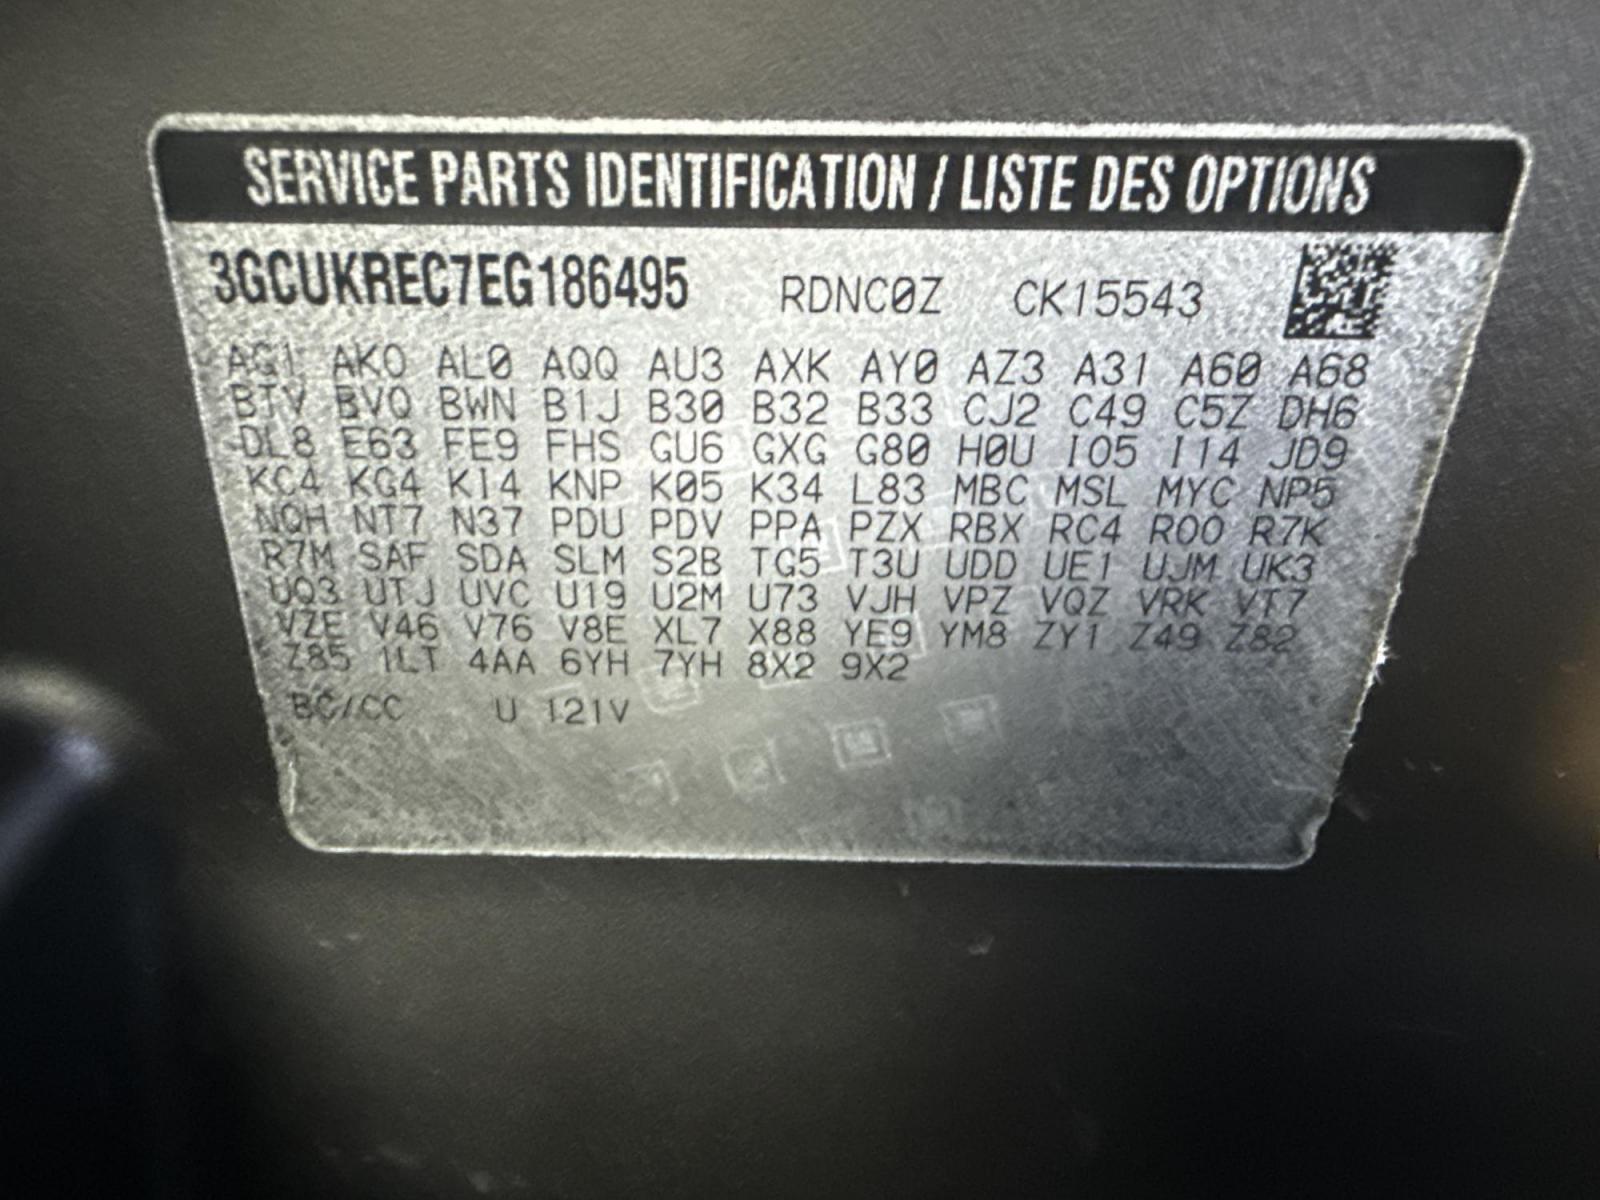 SERVICE PARTS IDENTIFICATION / LISTE DES OPTIONS
3GCUKREC7EG186495 RDNC0Z CK15543
AG1 AKO AL0 AQQ AU3 AXK AY0 AZ3 A31 A60 A68
BTV BVQ BWN B1J B30 B32 B33 CJ2 C49 C5Z DH6
DL8 E63 FE9 FHS GU6 GXG G80 H0U I05 I14 JD9
KC4 KG4 K14 KNP K05 K34 L83 MBC MSL MYC NP5
NQH NT7 N37 PDU PDV PPA PZX RBX RC4 ROO R7K
R7M SAF SDA SLM S2B TG5 T3U UDD UE1 UJM UK3
UQ3 UTJ UVC U19 U2M U73 VJH VPZ VQZ VRK VT7
VZE V46 V76 V8E XL7 X88 YE9 YM8 ZY1 Z49 Z82
Z85 1LT 4AA 6YH 7YH 8X2 9X2
BC/CC U 121V